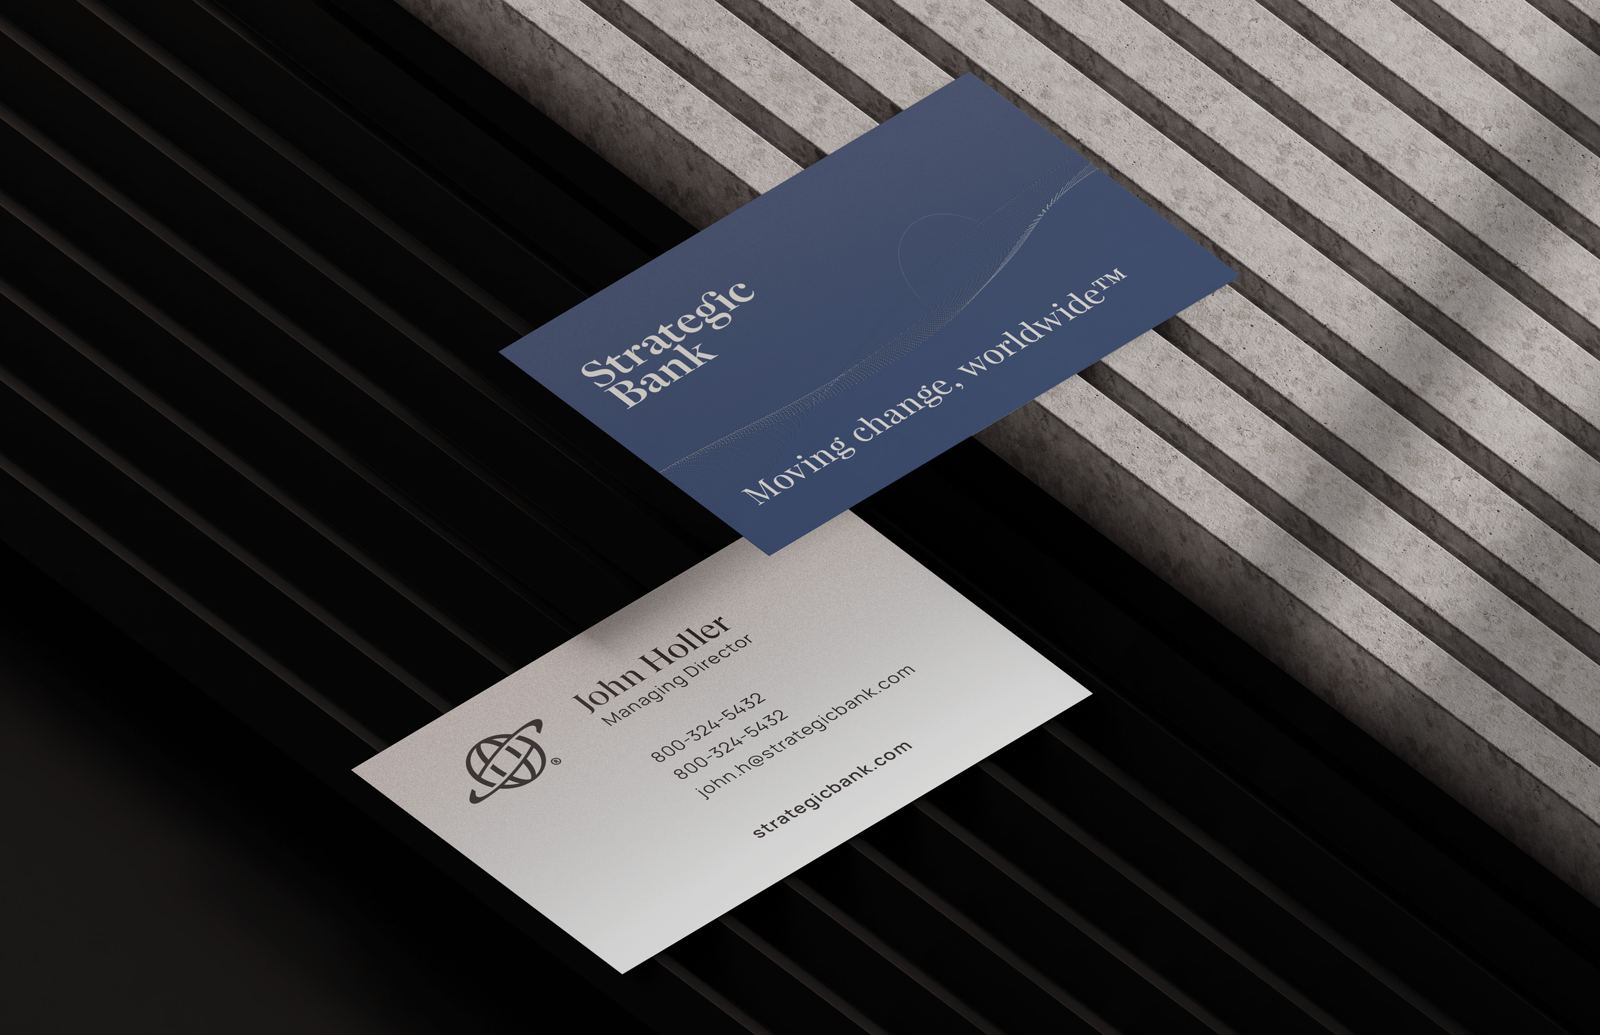 Strategic
Bank
Moving change, worldwide™
John Holler
Managing Director
800-324-5432
800-324-5432
john.h@strategicbank.com
strategicbank.com
®